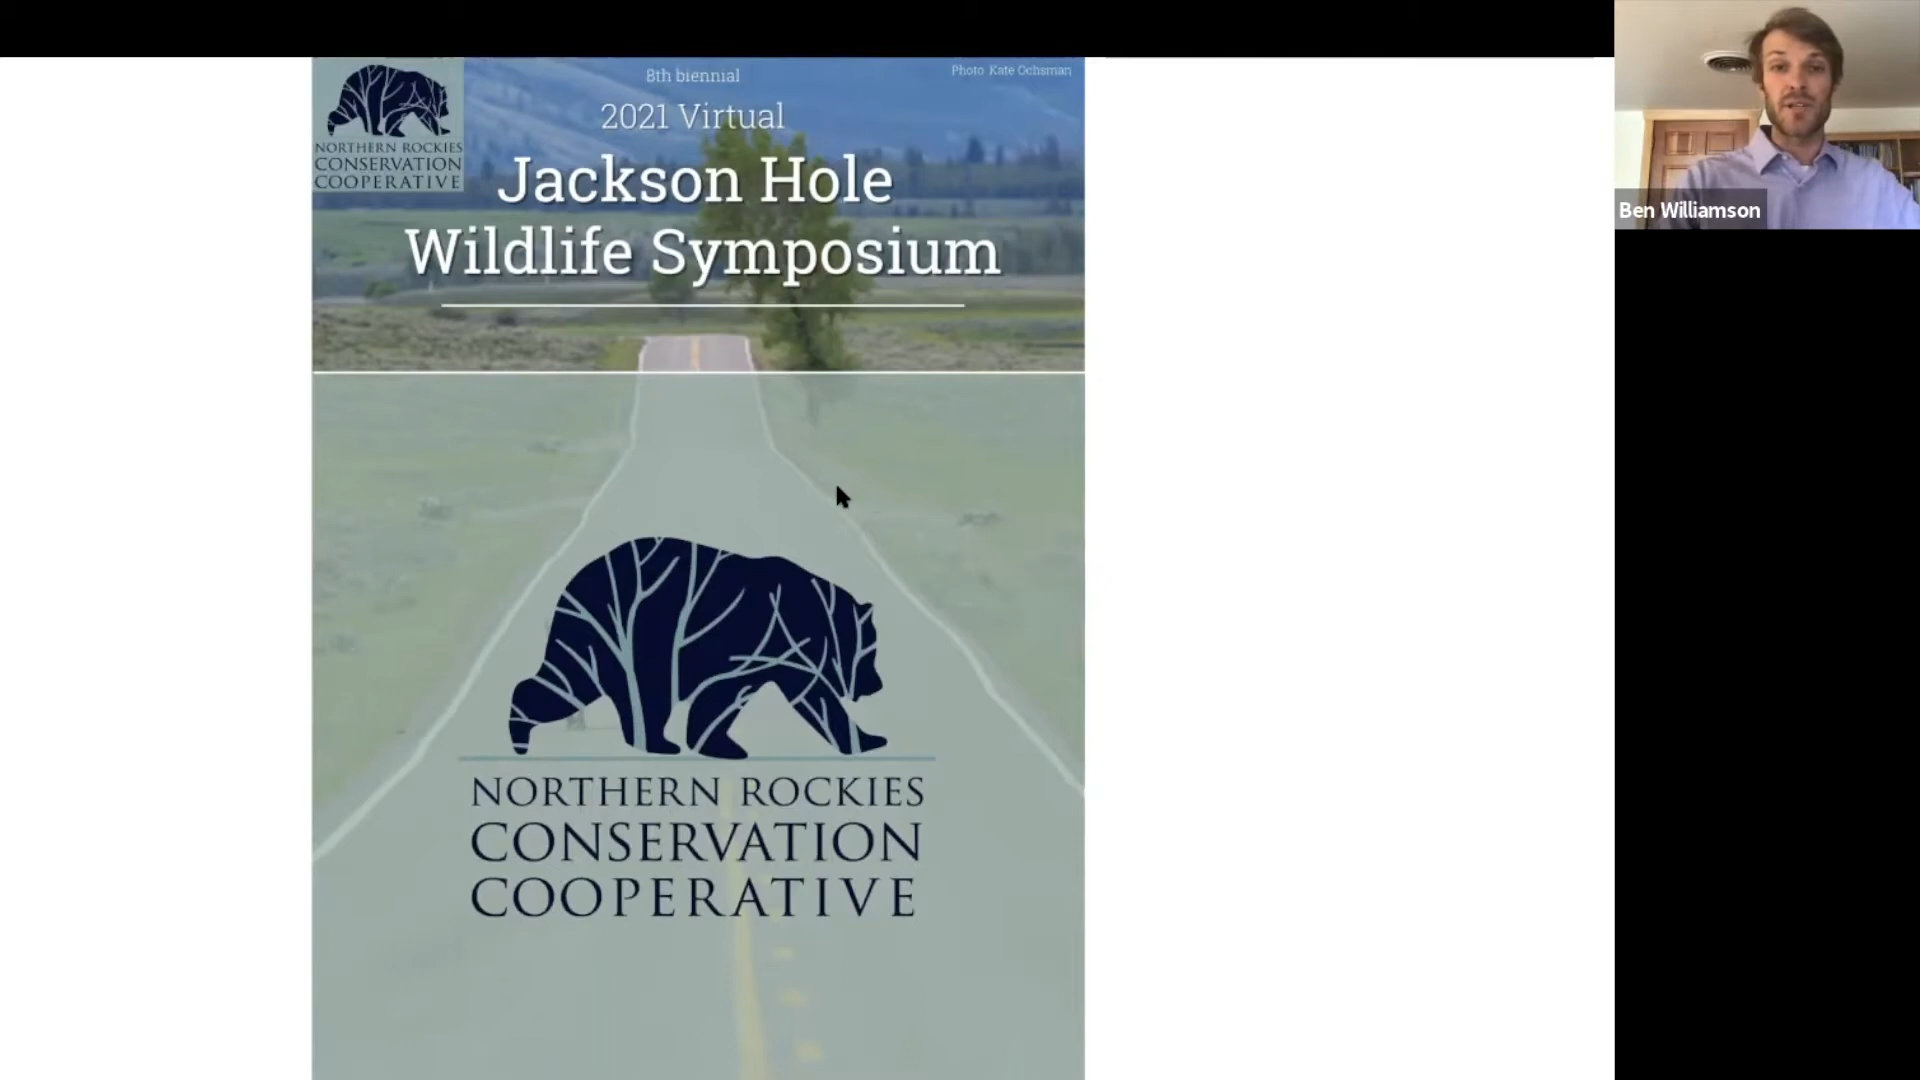 NORTHERN ROCKIES
CONSERVATION
COOPERATIVE
8th biennial
Photo Kate Ochsman
2021 Virtual
Jackson Hole
Wildlife Symposium
Ben Williamson
NORTHERN ROCKIES
CONSERVATION
COOPERATIVE